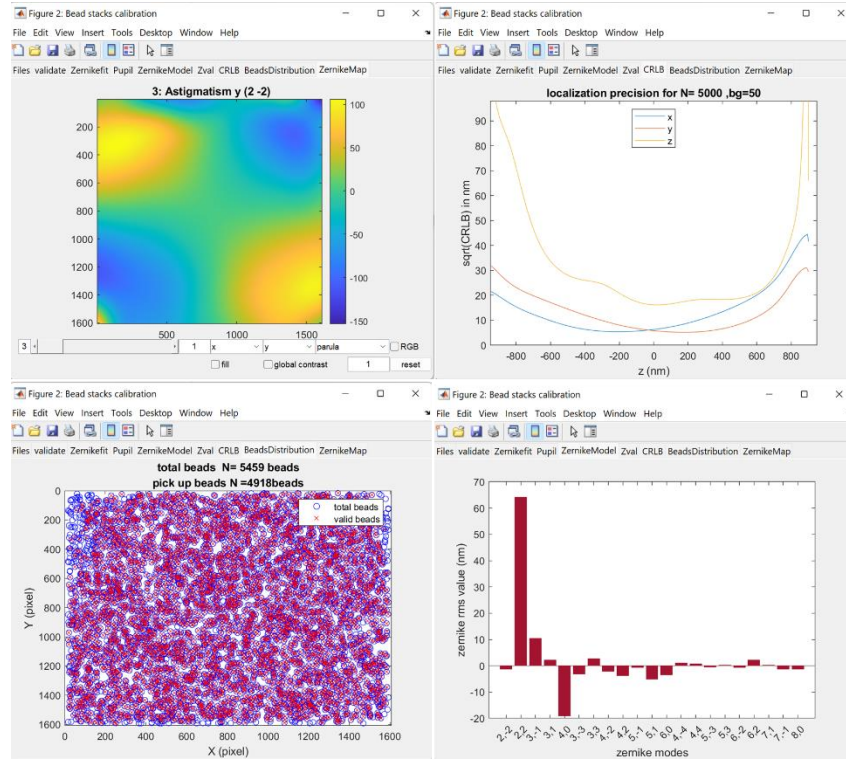 Figure 2: Bead stacks calibration
File Edit View Insert Tools Desktop Window Help
Files validate Zernikefit Pupil ZernikeModel Zval CRLB BeadsDistribution ZernikeMap
3: Astigmatism y (2 -2)
200
400
600
800
1000
1200
1400
1600
500 1000 1500
100
50
0
-50
-100
-150
3 1 x y parula RGB
fill global contrast 1 reset
Figure 2: Bead stacks calibration
File Edit View Insert Tools Desktop Window Help
Files validate Zernikefit Pupil ZernikeModel Zval CRLB BeadsDistribution ZernikeMap
localization precision for N= 5000 ,bg=50
x
y
z
sqrt(CRLB) in nm
90
80
70
60
50
40
30
20
10
0
-800 -600 -400 -200 0 200 400 600 800
z (nm)
Figure 2: Bead stacks calibration
File Edit View Insert Tools Desktop Window Help
Files validate Zernikefit Pupil ZernikeModel Zval CRLB BeadsDistribution ZernikeMap
total beads N= 5459 beads
pick up beads N =4918beads
total beads
valid beads
Y (pixel)
0
200
400
600
800
1000
1200
1400
1600
0 200 400 600 800 1000 1200 1400 1600
X (pixel)
Figure 2: Bead stacks calibration
File Edit View Insert Tools Desktop Window Help
Files validate Zernikefit Pupil ZernikeModel Zval CRLB BeadsDistribution ZernikeMap
zernike rms value (nm)
70
60
50
40
30
20
10
0
-10
-20
2,-2 2,2 3,-1 3,1 4,0 3,-3 3,3 4,-2 4,2 5,-1 5,1 6,0 4,-4 4,4 5,-3 5,3 6,-2 6,2 7,1 7,-1 8,0
zernike modes